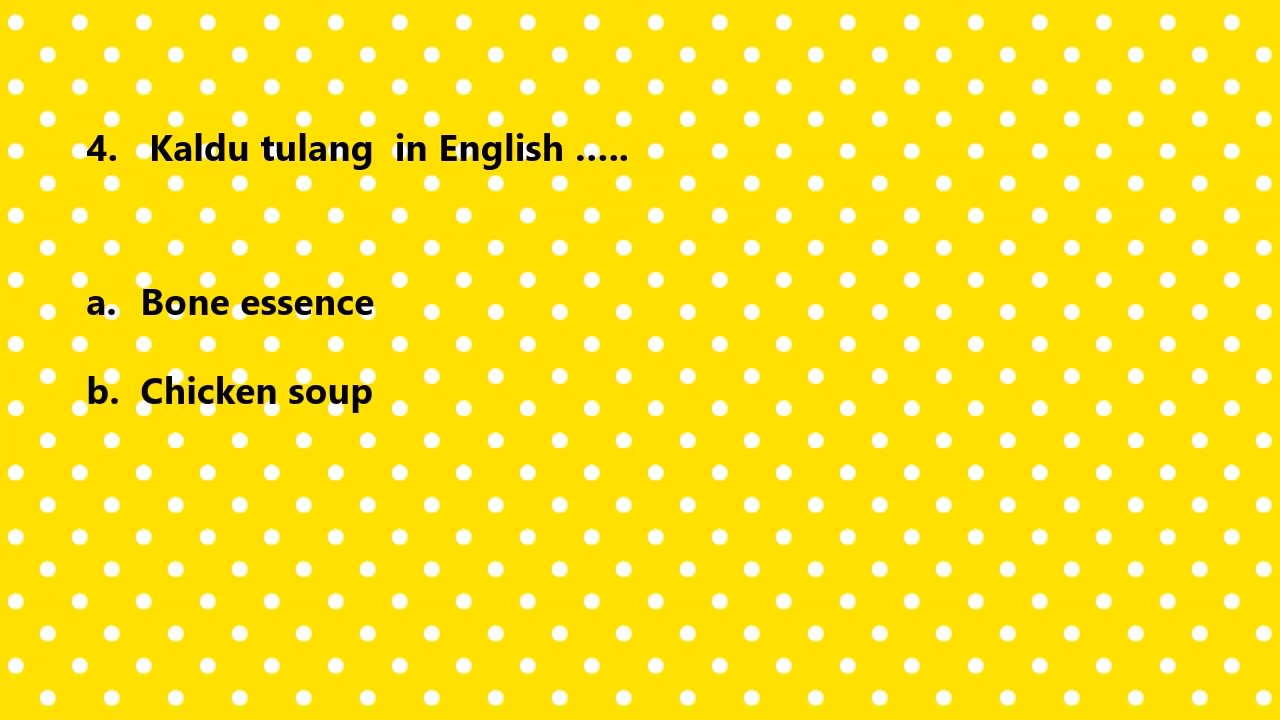 4. Kaldu tulang in English .....
a. Bone essence
b. Chicken soup